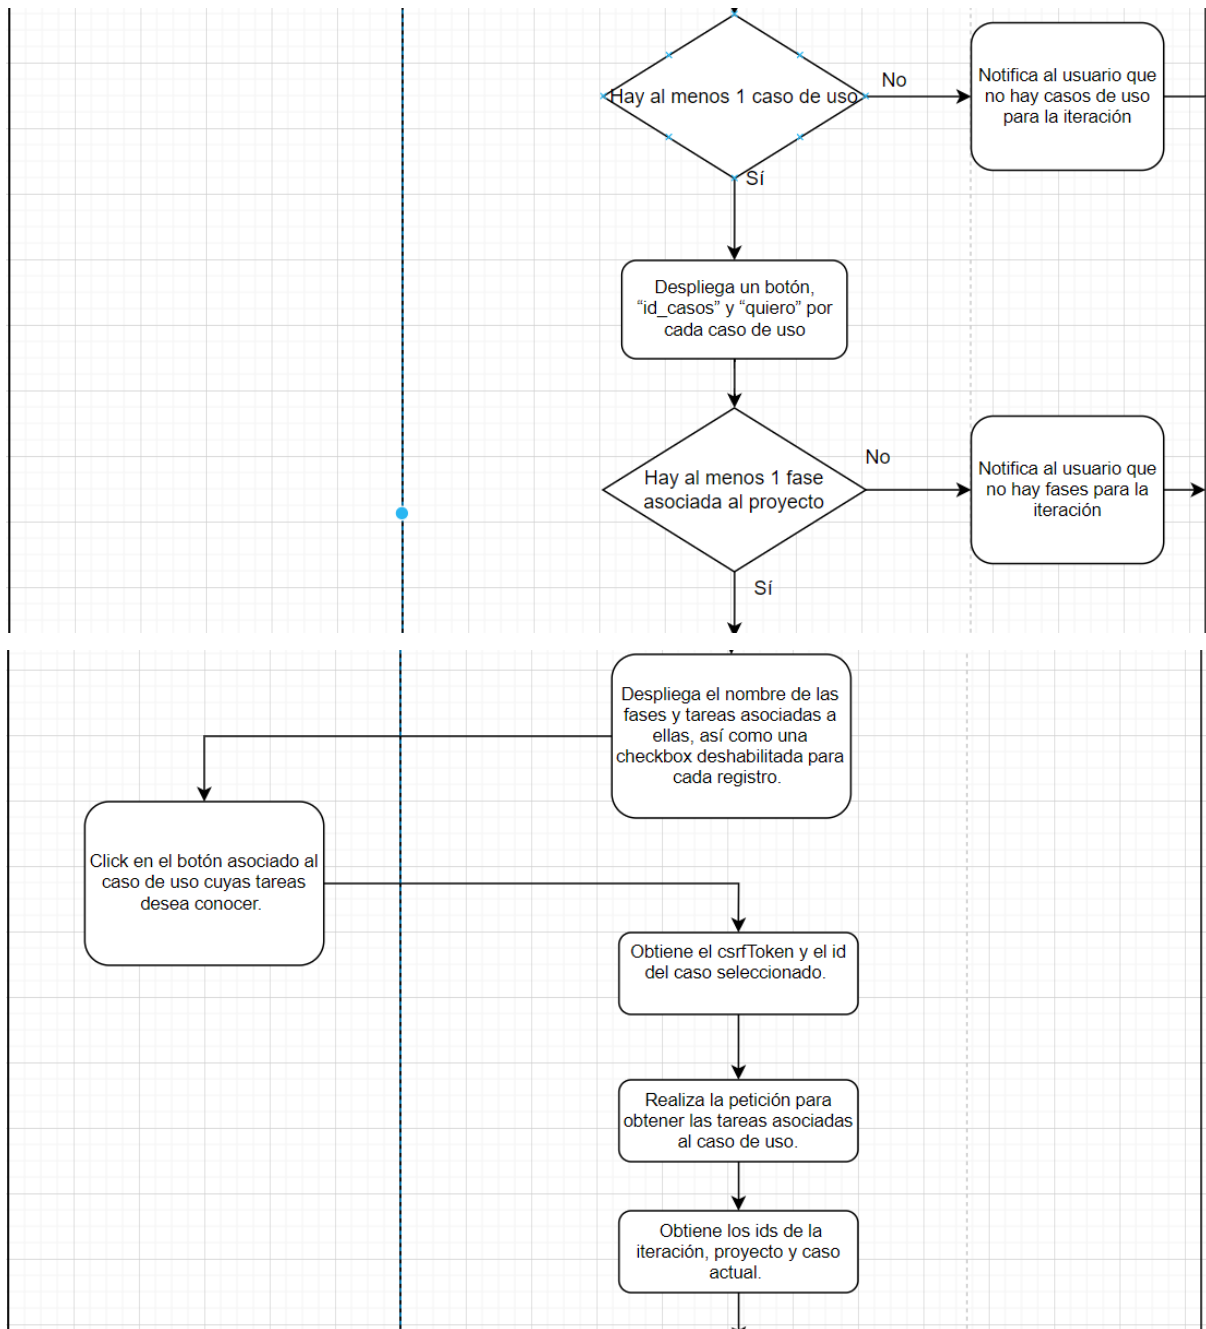 Hay al menos 1 caso de uso
No
Notifica al usuario que
no hay casos de uso
para la iteración
Sí
Despliega un botón,
“id_casos” y “quiero” por
cada caso de uso
Hay al menos 1 fase
asociada al proyecto
No
Notifica al usuario que
no hay fases para la
iteración
Sí
Despliega el nombre de las
fases y tareas asociadas a
ellas, así como una
checkbox deshabilitada para
cada registro.
Click en el botón asociado al
caso de uso cuyas tareas
desea conocer.
Obtiene el csrfToken y el id
del caso seleccionado.
Realiza la petición para
obtener las tareas asociadas
al caso de uso.
Obtiene los ids de la
iteración, proyecto y caso
actual.